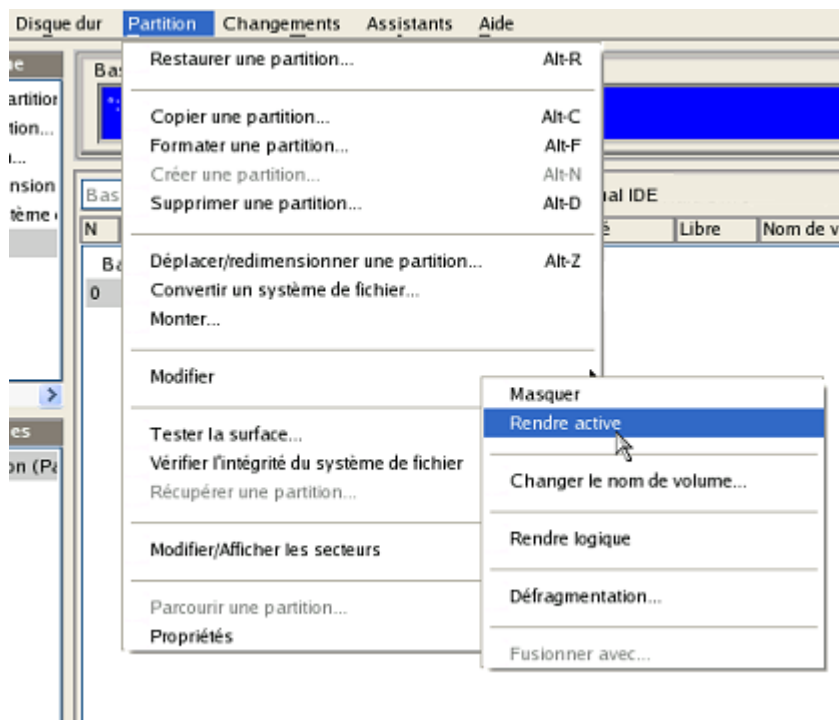 Disque dur Partition Changements Assistants Aide
Restaurer une partition... Alt-R
Copier une partition... Alt-C
Formater une partition... Alt-F
Créer une partition... Alt-N
Supprimer une partition... Alt-D
Déplacer/redimensionner une partition... Alt-Z
Convertir un système de fichier...
Monter...
Modifier
Tester la surface...
Vérifier l'intégrité du système de fichier
Récupérer une partition...
Modifier/Afficher les secteurs
Parcourir une partition...
Propriétés
Masquer
Rendre active
Changer le nom de volume...
Rendre logique
Défragmentation...
Fusionner avec...
Bas
IDE
N Libre Nom de v
0